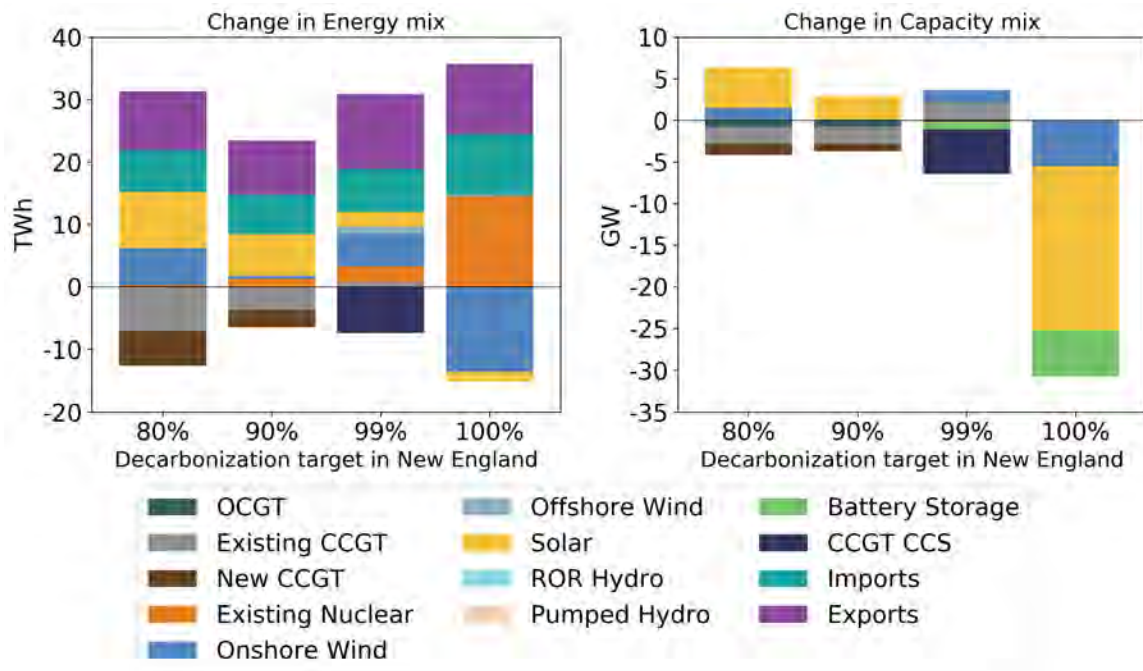 Change in Energy mix
40
30
20
10
0
-10
-20
TWh
80%
90%
99%
100%
Decarbonization target in New England
Change in Capacity mix
10
5
0
-5
-10
-15
-20
-25
-30
-35
GW
80%
90%
99%
100%
Decarbonization target in New England
OCGT
Existing CCGT
New CCGT
Existing Nuclear
Onshore Wind
Offshore Wind
Solar
ROR Hydro
Pumped Hydro
Battery Storage
CCGT CCS
Imports
Exports